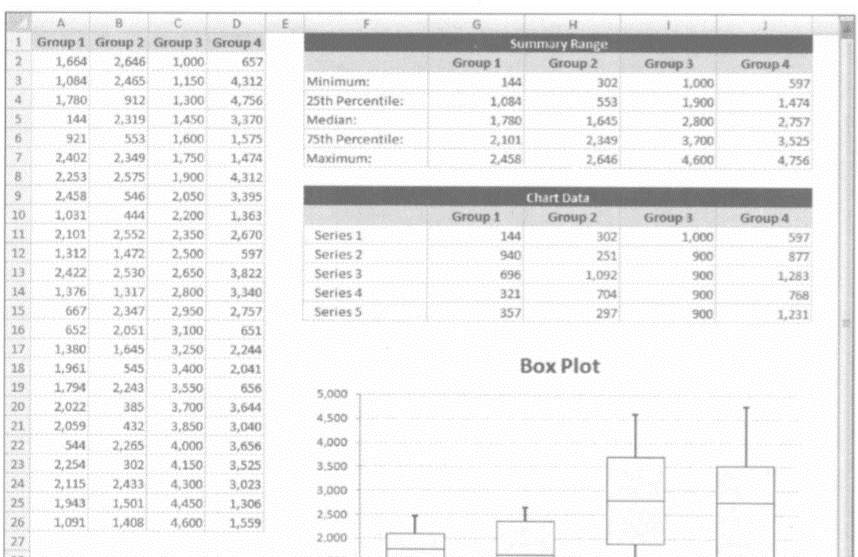 A B C D E F G H I J
1 Group 1 Group 2 Group 3 Group 4 Summary Range
2 1,664 2,646 1,000 657 Group 1 Group 2 Group 3 Group 4
3 1,084 2,465 1,150 4,312 Minimum: 144 302 1,000 597
4 1,780 912 1,300 4,756 25th Percentile: 1,084 553 1,900 1,474
5 144 2,319 1,450 3,370 Median: 1,780 1,645 2,800 2,757
6 921 553 1,600 1,575 75th Percentile: 2,101 2,349 3,700 3,525
7 2,402 2,349 1,750 1,474 Maximum: 2,458 2,646 4,600 4,756
8 2,253 2,575 1,900 4,312
9 2,458 546 2,050 3,395 Chart Data
10 1,031 444 2,200 1,363 Group 1 Group 2 Group 3 Group 4
11 2,101 2,552 2,350 2,670 Series 1 144 302 1,000 597
12 1,312 1,472 2,500 597 Series 2 940 251 900 877
13 2,422 2,530 2,650 3,822 Series 3 696 1,092 900 1,283
14 1,376 1,317 2,800 3,340 Series 4 321 704 900 768
15 667 2,347 2,950 2,757 Series 5 357 297 900 1,231
16 652 2,051 3,100 651
17 1,380 1,645 3,250 2,244
18 1,961 545 3,400 2,041 Box Plot
19 1,794 2,243 3,550 656 5,000
20 2,022 385 3,700 3,644 4,500
21 2,059 432 3,850 3,040
22 544 2,265 4,000 3,656 4,000
23 2,254 302 4,150 3,525 3,500
24 2,115 2,433 4,300 3,023 3,000
25 1,943 1,501 4,450 1,306 2,500
26 1,091 1,408 4,600 1,559
27 2,000